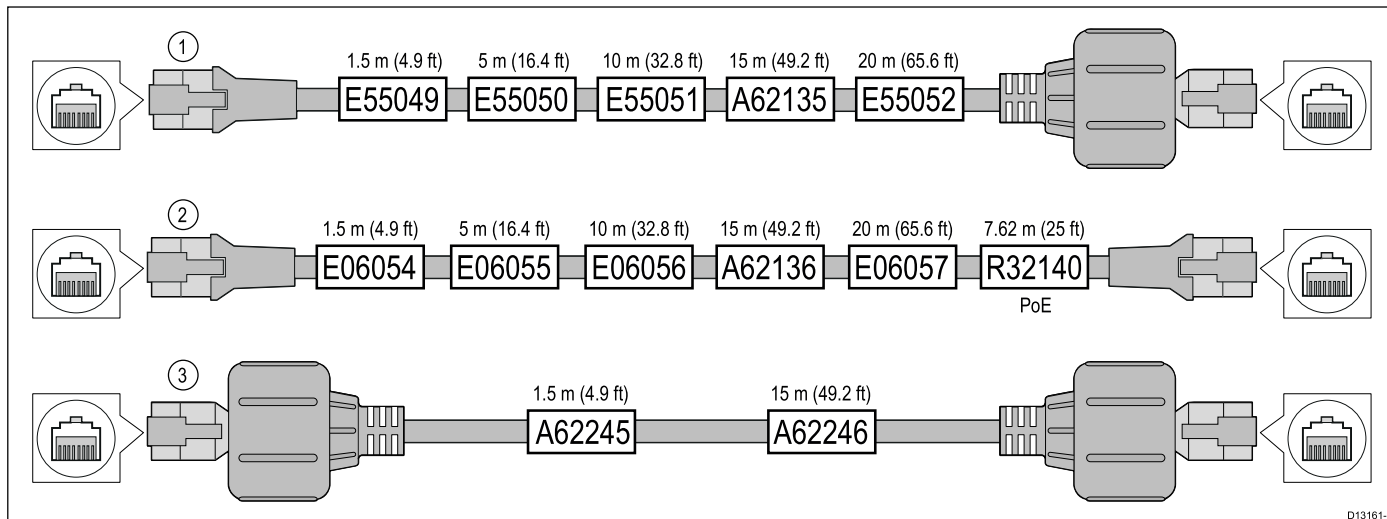 1
1.5 m (4.9 ft) 5 m (16.4 ft) 10 m (32.8 ft) 15 m (49.2 ft) 20 m (65.6 ft)
E55049 E55050 E55051 A62135 E55052
2
1.5 m (4.9 ft) 5 m (16.4 ft) 10 m (32.8 ft) 15 m (49.2 ft) 20 m (65.6 ft) 7.62 m (25 ft)
E06054 E06055 E06056 A62136 E06057 R32140
PoE
3
1.5 m (4.9 ft) 15 m (49.2 ft)
A62245 A62246
D13161-